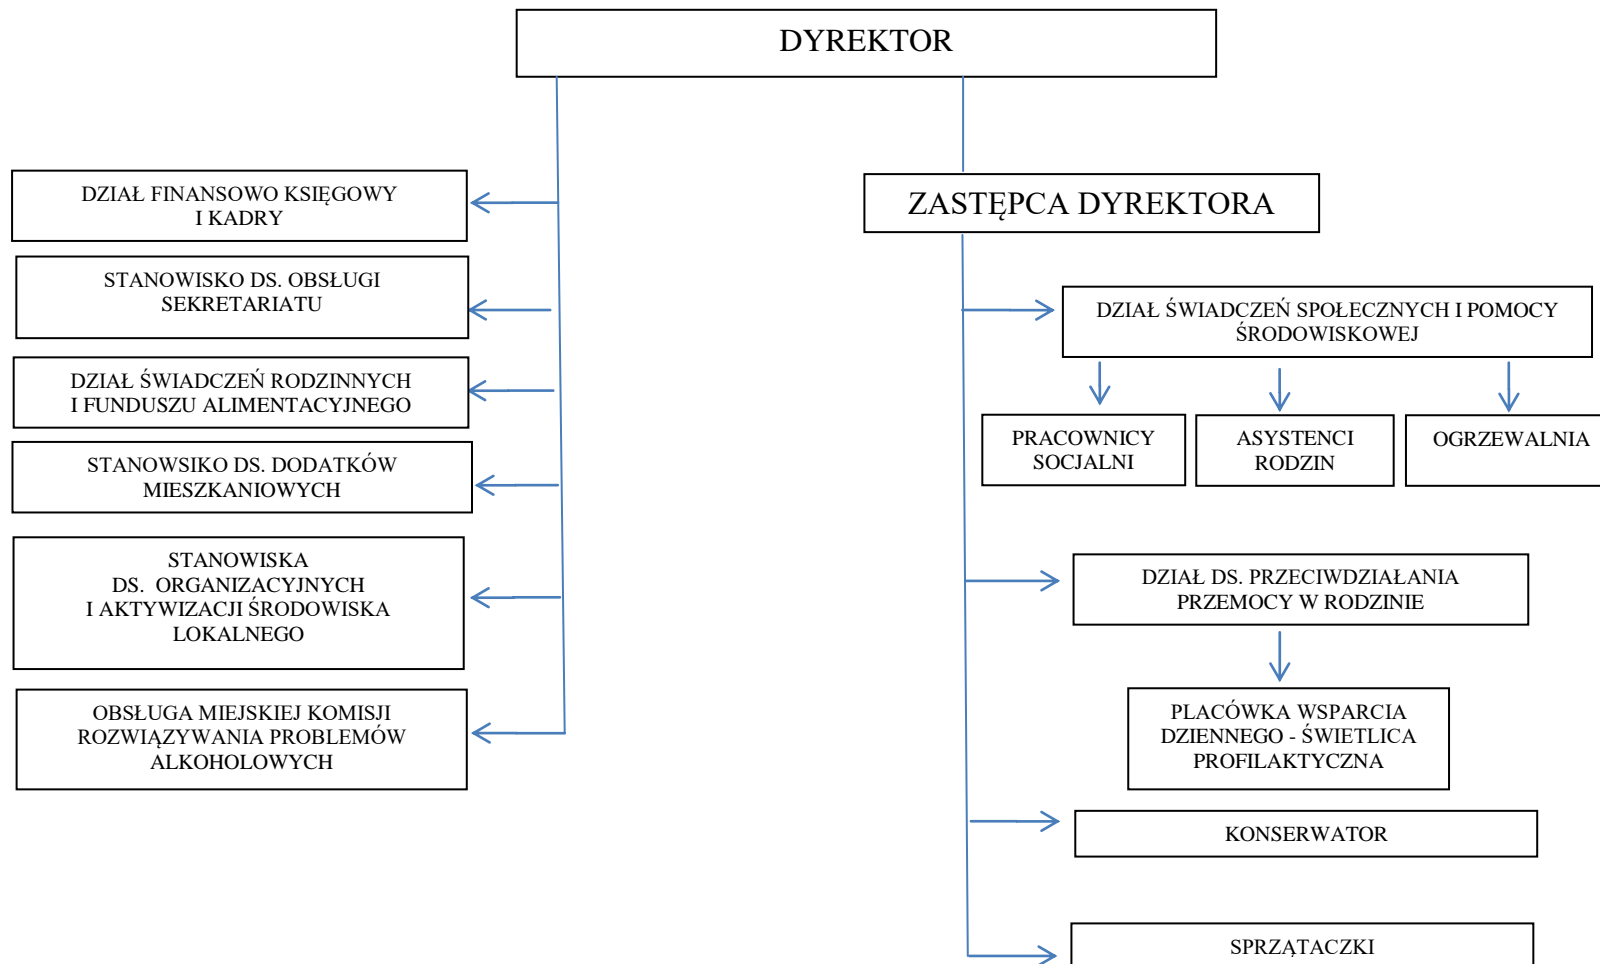 DYREKTOR
DZIAŁ FINANSOWO KSIĘGOWY
I KADRY
STANOWISKO DS. OBSŁUGI
SEKRETARIATU
DZIAŁ ŚWIADCZEŃ RODZINNYCH
I FUNDUSZU ALIMENTACYJNEGO
STANOWSIKO DS. DODATKÓW
MIESZKANIOWYCH
STANOWISKA
DS. ORGANIZACYJNYCH
I AKTYWIZACJI ŚRODOWISKA
LOKALNEGO
OBSŁUGA MIEJSKIEJ KOMISJI
ROZWIĄZYWANIA PROBLEMÓW
ALKOHOLOWYCH
ZASTĘPCA DYREKTORA
DZIAŁ ŚWIADCZEŃ SPOŁECZNYCH I POMOCY
ŚRODOWISKOWEJ
PRACOWNICY
SOCJALNI
ASYSTENCI
RODZIN
OGRZEWALNIA
DZIAŁ DS. PRZECIWDZIAŁANIA
PRZEMOCY W RODZINIE
PLACÓWKA WSPARCIA
DZIENNEGO - ŚWIETLICA
PROFILAKTYCZNA
KONSERWATOR
SPRZĄTACZKI